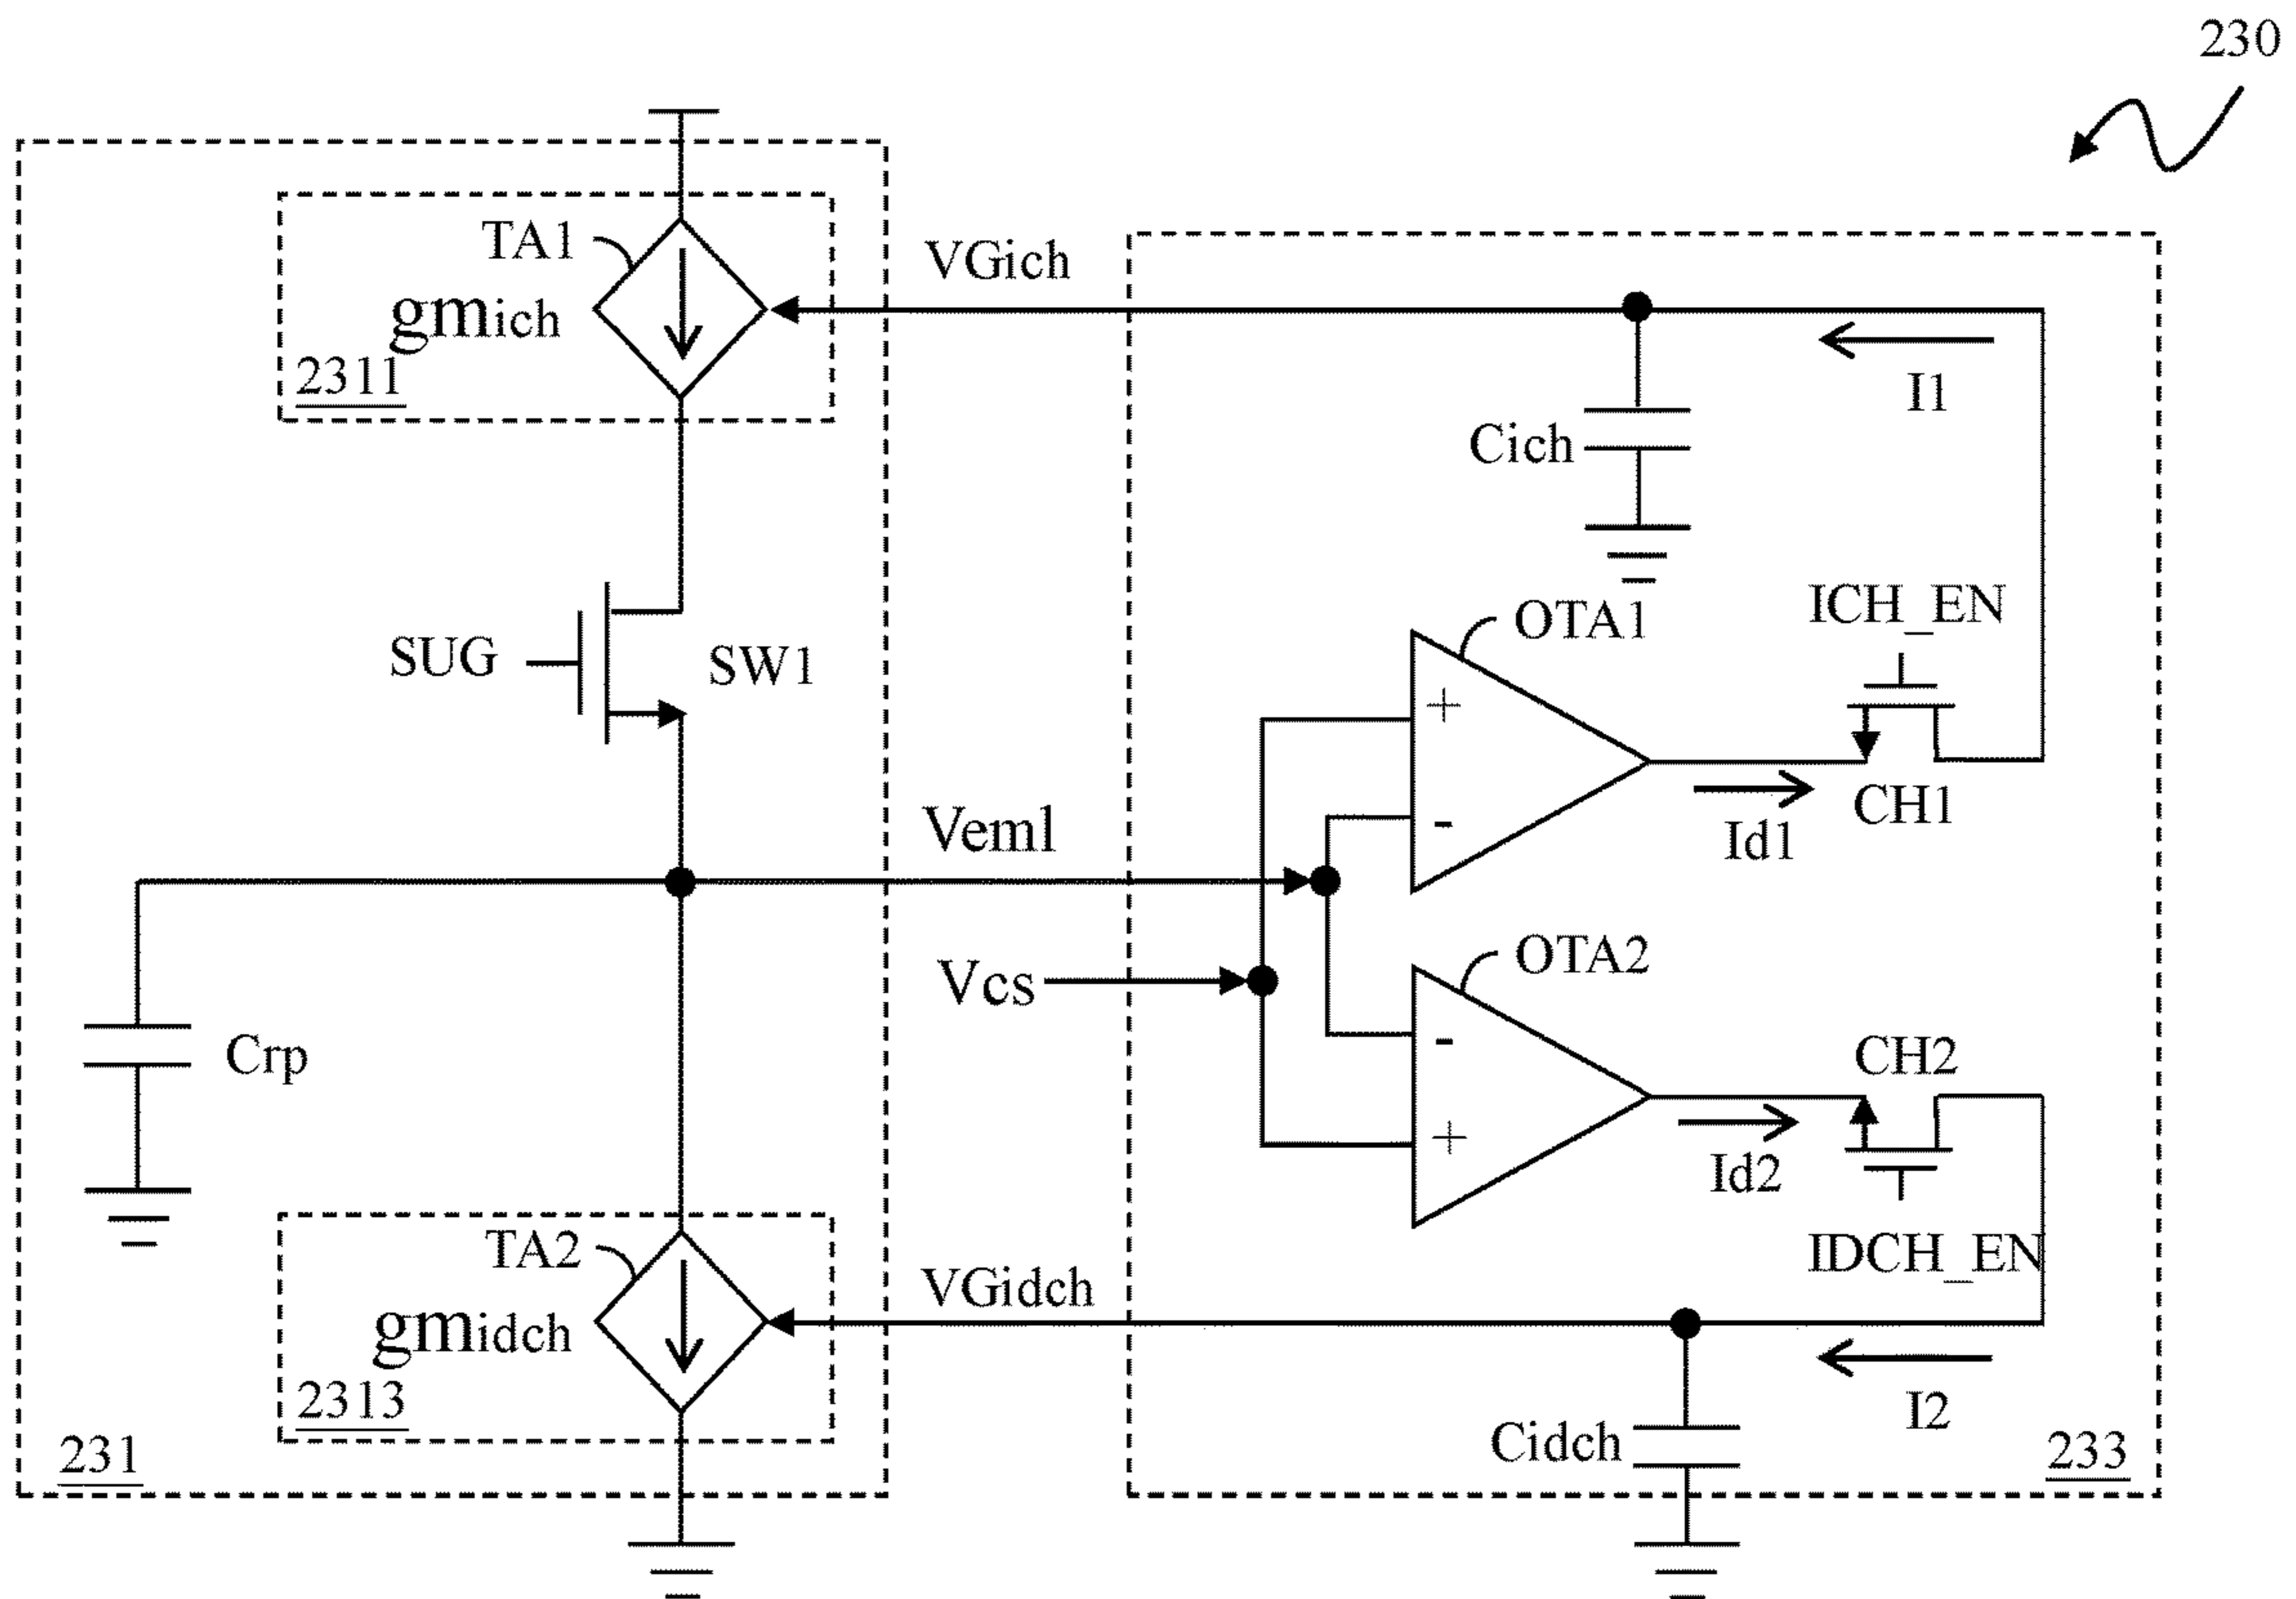 230
TA1
gmich
2311
VGich
I1
Cich
ICH_EN
OTA1
+
-
SUG
SW1
CH1
Id1
Veml
Vcs
OTA2
-
+
CH2
Id2
IDCH_EN
Crp
TA2
gmidch
2313
VGidch
I2
Cidch
231
233